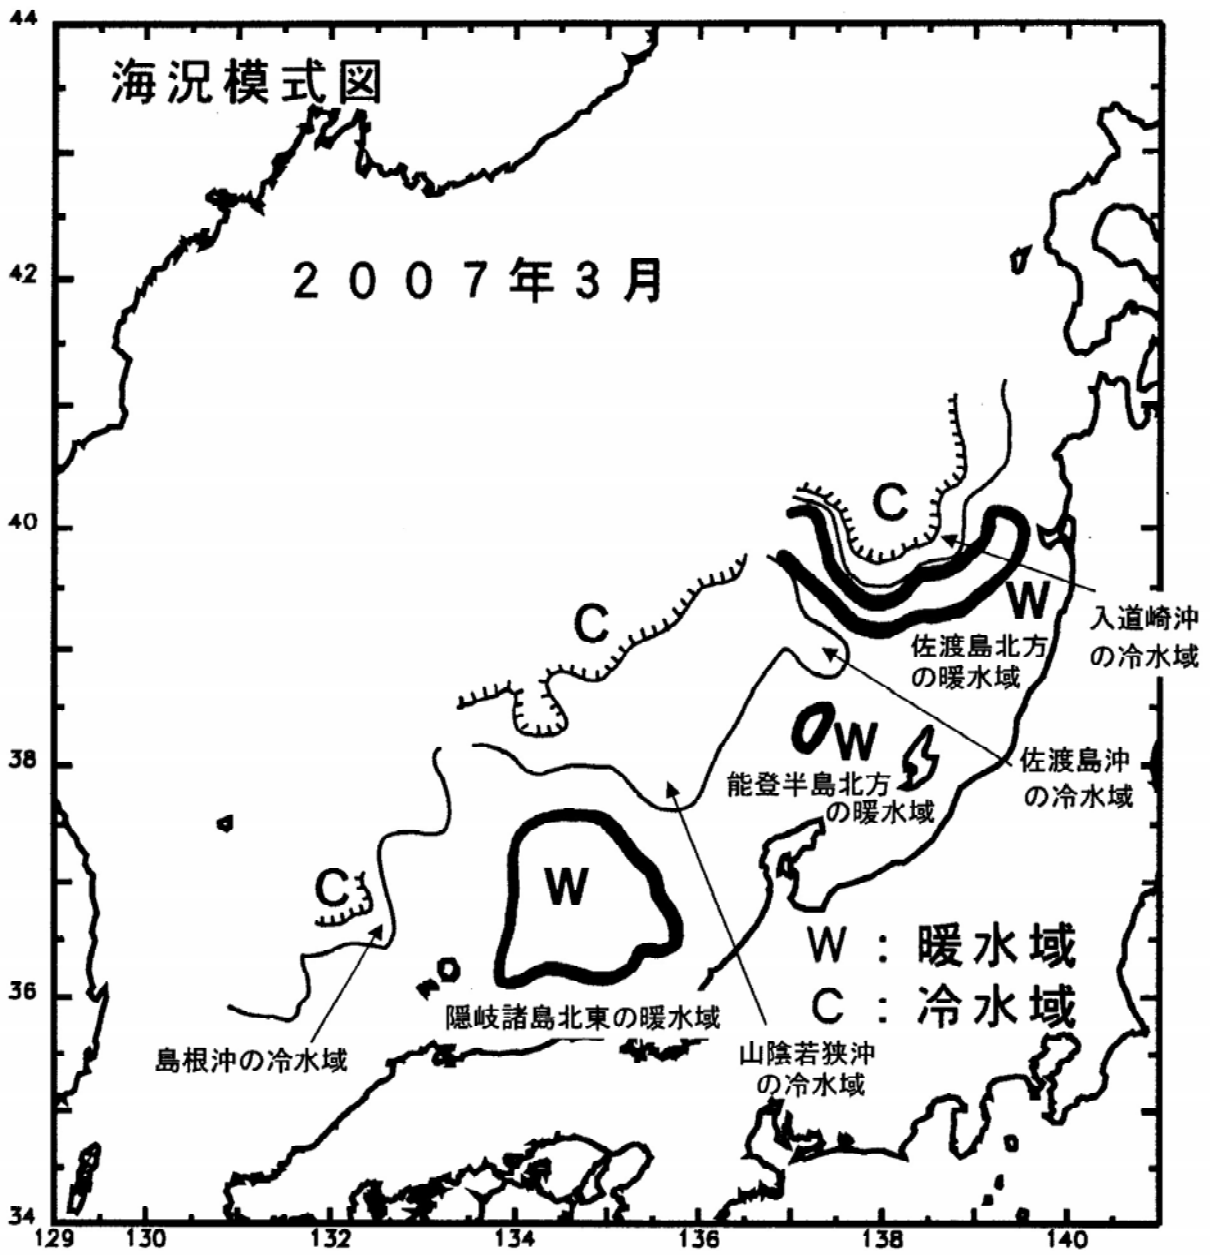 44
海況模式図
42
2007年3月
40
C
C
W
入道崎沖
の冷水域
佐渡島北方
の暖水域
W
佐渡島沖
の冷水域
38
能登半島北方
の暖水域
C
W
W：暖水域
C：冷水域
36
隠岐諸島北東の暖水域
島根沖の冷水域
山陰若狭沖
の冷水域
34
129
130
132
134
136
138
140